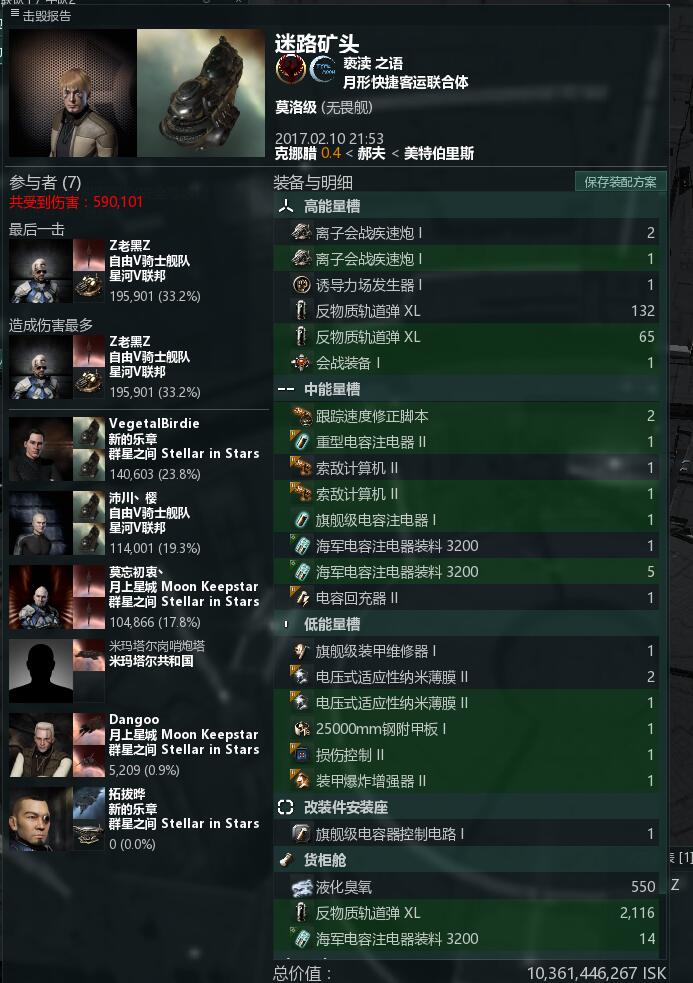 击毁报告
迷路矿头
亵渎 之语
月形快捷客运联合体
莫洛级 (无畏舰)
2017.02.10 21:53
克挪腊 0.4 < 郝夫 < 美特伯里斯
参与者 (7)
共受到伤害：590,101
最后一击
Z老黑Z
自由V骑士舰队
星河V联邦
195,901 (33.2%)
造成伤害最多
Z老黑Z
自由V骑士舰队
星河V联邦
195,901 (33.2%)
VegetalBirdie
新的乐章
群星之间 Stellar in Stars
140,603 (23.8%)
沛川丶樱
自由V骑士舰队
星河V联邦
114,001 (19.3%)
莫忘初衷丶
月上星城 Moon Keepstar
群星之间 Stellar in Stars
104,866 (17.8%)
米玛塔尔岗哨炮塔
米玛塔尔共和国
Dangoo
月上星城 Moon Keepstar
群星之间 Stellar in Stars
5,209 (0.9%)
拓拔晔
新的乐章
群星之间 Stellar in Stars
0 (0.0%)
装备与明细
保存装配方案
高能量槽
离子会战疾速炮 I 2
离子会战疾速炮 I 1
诱导力场发生器 I 1
反物质轨道弹 XL 132
反物质轨道弹 XL 65
会战装备 I 1
中能量槽
跟踪速度修正脚本 2
重型电容注电器 II 1
索敌计算机 II 1
索敌计算机 II 1
旗舰级电容注电器 I 1
海军电容注电器装料 3200 1
海军电容注电器装料 3200 5
电容回充器 II 1
低能量槽
旗舰级装甲维修器 I 1
电压式适应性纳米薄膜 II 2
电压式适应性纳米薄膜 II 1
25000mm钢附甲板 I 1
损伤控制 II 1
装甲爆炸增强器 II 1
改装件安装座
旗舰级电容器控制电路 I 1
货柜舱
液化臭氧 550
反物质轨道弹 XL 2,116
海军电容注电器装料 3200 14
总价值： 10,361,446,267 ISK
[1]
Z